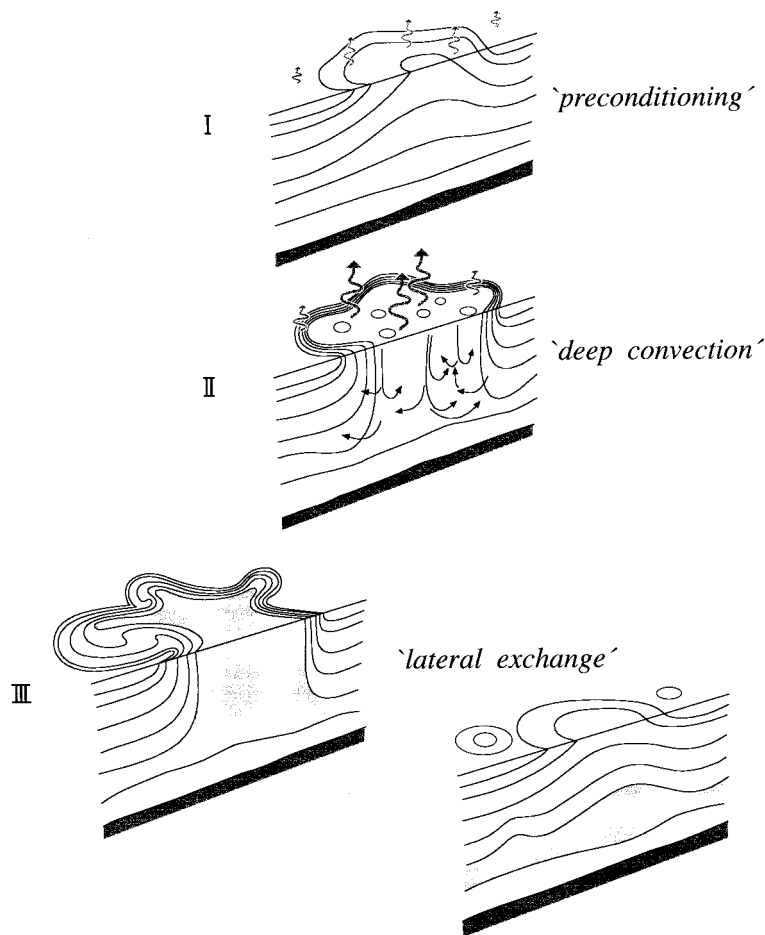 I
`preconditioning´
II
`deep convection´
III
`lateral exchange´